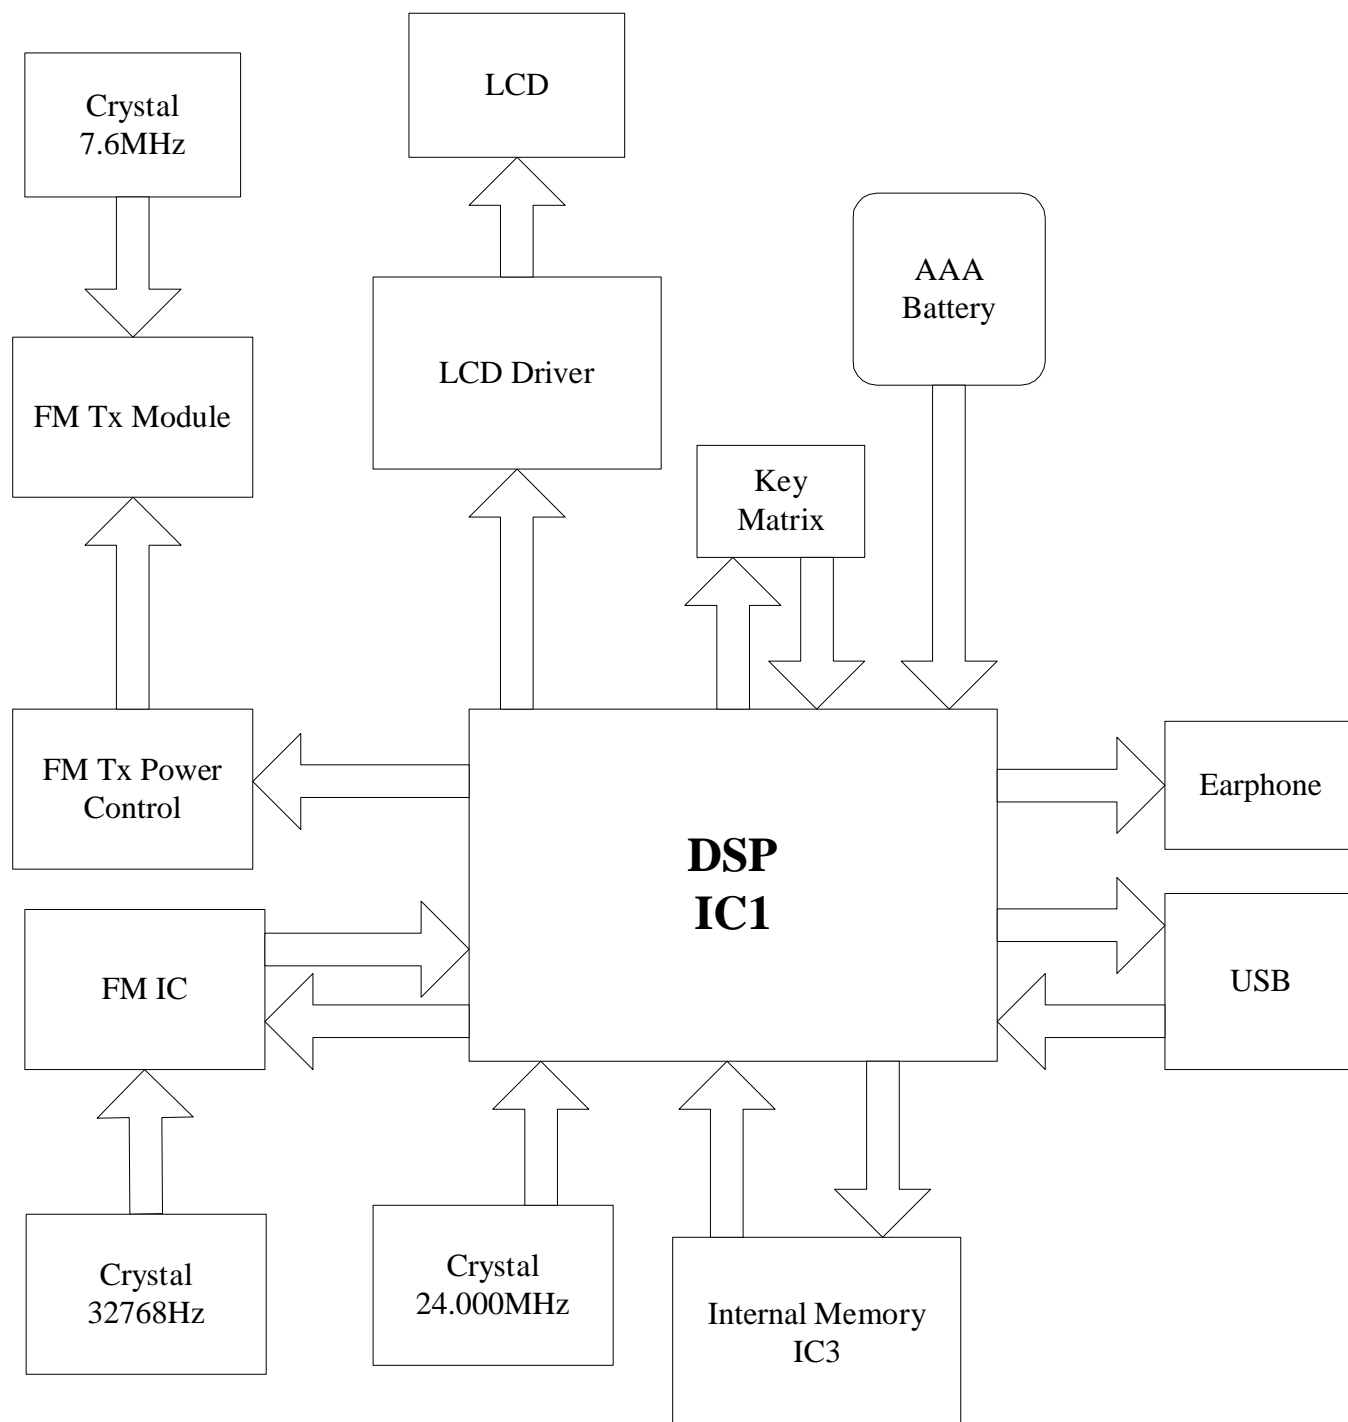 LCD
Crystal
7.6MHz
AAA
Battery
LCD Driver
FM Tx Module
Key
Matrix
FM Tx Power
Control
Earphone
DSP
IC1
FM IC
USB
Crystal
32768Hz
Crystal
24.000MHz
Internal Memory
IC3